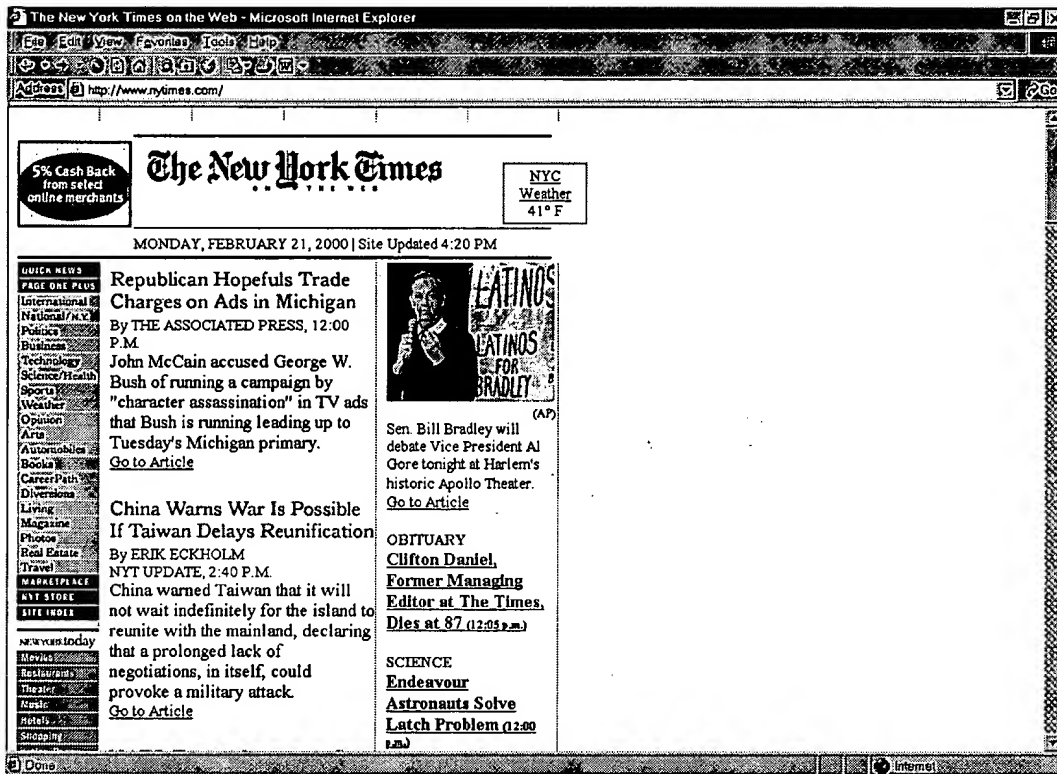 The New York Times on the Web - Microsoft Internet Explorer
File Edit View Favorites Tools Help
Address http://www.nytimes.com/ Go
5% Cash Back
from select
online merchants
The New York Times
ON THE WEB
NYC
Weather
41° F
MONDAY, FEBRUARY 21, 2000 | Site Updated 4:20 PM
QUICK NEWS
PAGE ONE PLUS
International
National/N.Y.
Politics
Business
Technology
Science/Health
Sports
Weather
Opinion
Arts
Automobiles
Books
CareerPath
Diversions
Living
Magazine
Photos
Real Estate
Travel
MARKETPLACE
NYT STORE
SITE INDEX
NEW YORK today
Movies
Restaurants
Theater
Music
Hotels
Shopping
Republican Hopefuls Trade
Charges on Ads in Michigan
By THE ASSOCIATED PRESS, 12:00
P.M.
John McCain accused George W.
Bush of running a campaign by
"character assassination" in TV ads
that Bush is running leading up to
Tuesday's Michigan primary.
Go to Article
China Warns War Is Possible
If Taiwan Delays Reunification
By ERIK ECKHOLM
NYT UPDATE, 2:40 P.M.
China warned Taiwan that it will
not wait indefinitely for the island to
reunite with the mainland, declaring
that a prolonged lack of
negotiations, in itself, could
provoke a military attack.
Go to Article
LATINOS
LATINOS
FOR
BRADLEY
(AP)
Sen. Bill Bradley will
debate Vice President Al
Gore tonight at Harlem's
historic Apollo Theater.
Go to Article
OBITUARY
Clifton Daniel,
Former Managing
Editor at The Times,
Dies at 87 (12:05 p.m.)
SCIENCE
Endeavour
Astronauts Solve
Latch Problem (12:00
p.m.)
Done
Internet